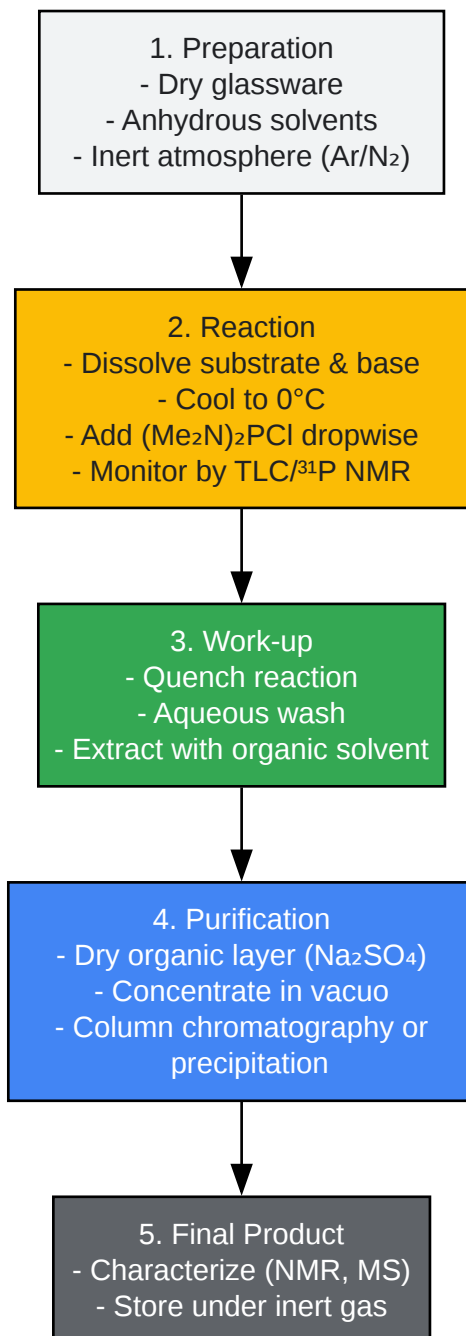 1. Preparation
- Dry glassware
- Anhydrous solvents
- Inert atmosphere (Ar/N₂)
2. Reaction
- Dissolve substrate & base
- Cool to 0°C
- Add (Me₂N)₂PCl dropwise
- Monitor by TLC/³¹P NMR
3. Work-up
- Quench reaction
- Aqueous wash
- Extract with organic solvent
4. Purification
- Dry organic layer (Na₂SO₄)
- Concentrate in vacuo
- Column chromatography or
precipitation
5. Final Product
- Characterize (NMR, MS)
- Store under inert gas